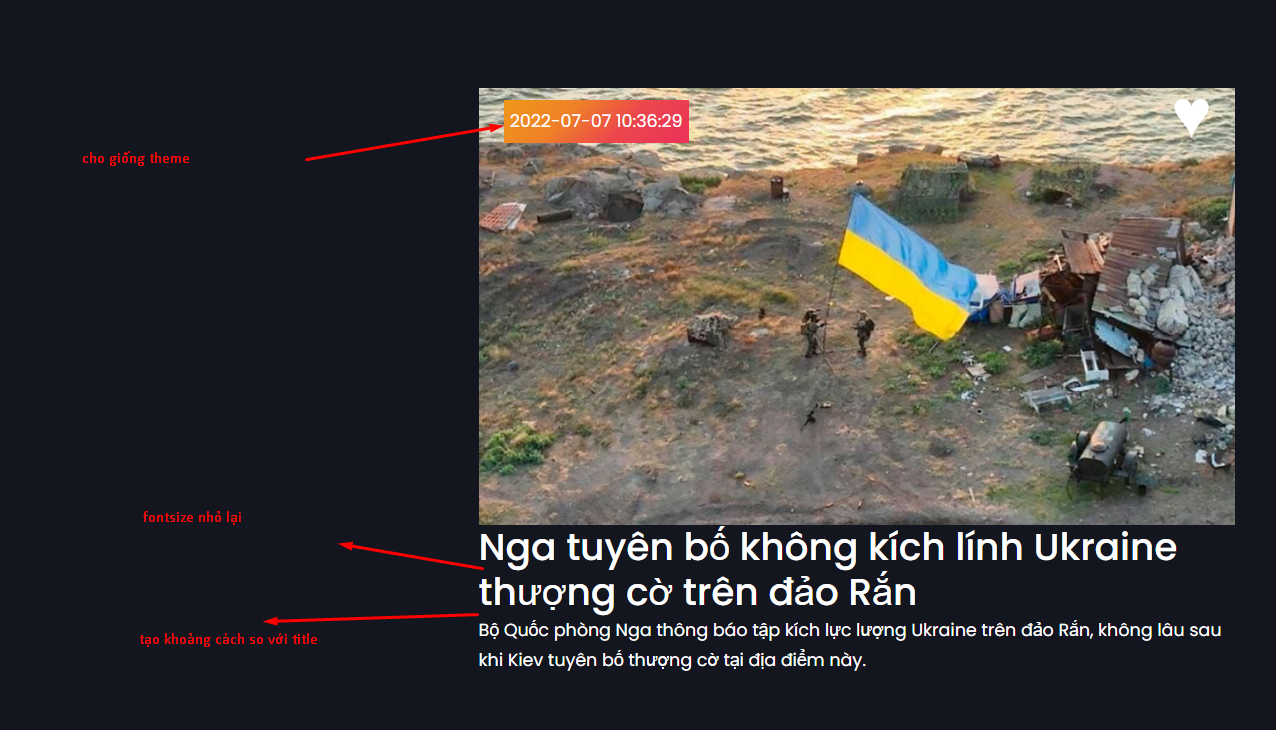 2022-07-07 10:36:29
cho giống theme
fontsize nhỏ lại
Nga tuyên bố không kích lính Ukraine
thượng cờ trên đảo Rắn
tạo khoảng cách so với title
Bộ Quốc phòng Nga thông báo tập kích lực lượng Ukraine trên đảo Rắn, không lâu sau
khi Kiev tuyên bố thượng cờ tại địa điểm này.